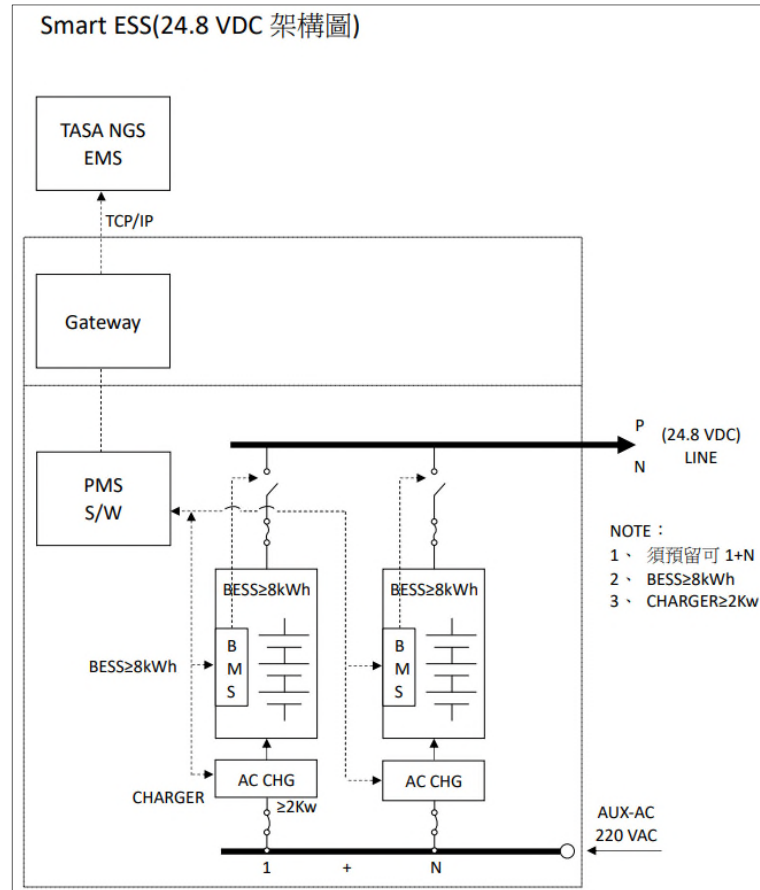 Smart ESS(24.8 VDC 架構圖)
TASA NGS
EMS
TCP/IP
Gateway
PMS
S/W
P
N
(24.8 VDC)
LINE
NOTE：
1、 須預留可 1+N
2、 BESS≥8kWh
3、 CHARGER≥2Kw
BESS≥8kWh
B
M
S
BESS≥8kWh
B
M
S
BESS≥8kWh
AC CHG
AC CHG
CHARGER
≥2Kw
AUX-AC
220 VAC
1 + N